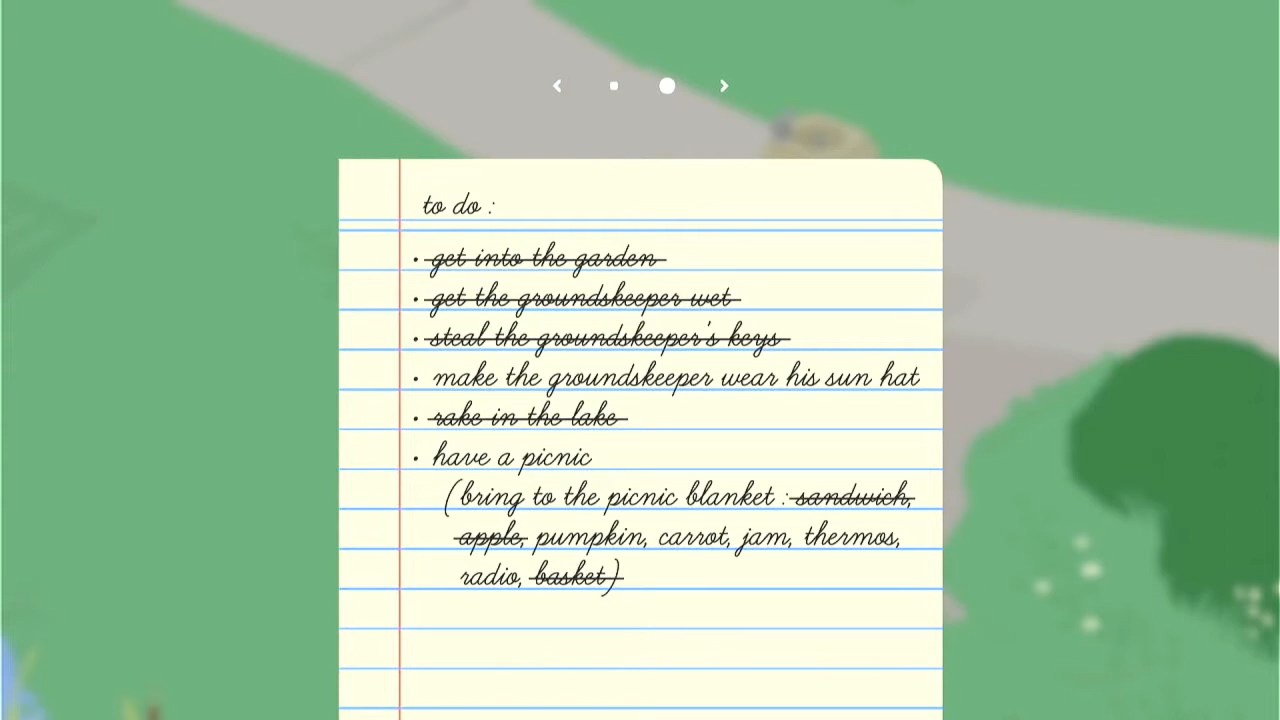 to do :
• get into the garden
• get the groundskeeper wet
• steal the groundskeeper's keys
• make the groundskeeper wear his sun hat
• rake in the lake
• have a picnic
(bring to the picnic blanket : sandwich,
apple, pumpkin, carrot, jam, thermos,
radio, basket)